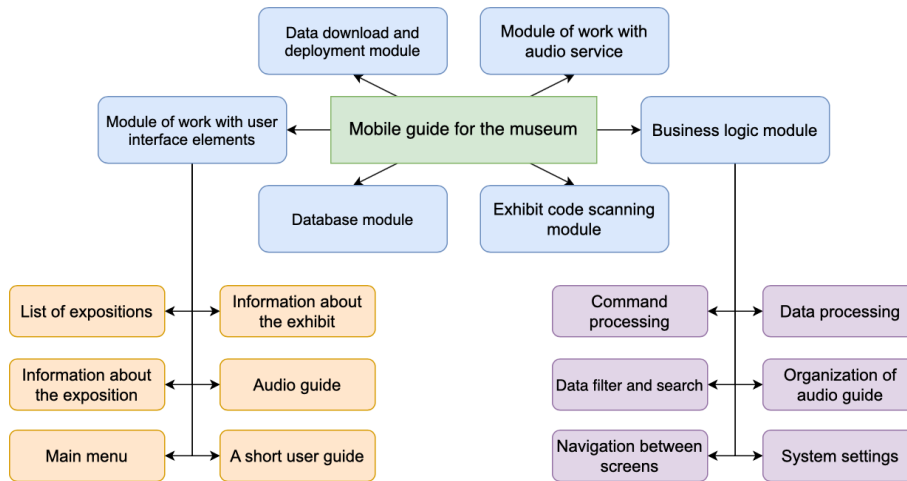 Data download and
deployment module
Module of work with
audio service
Module of work with user
interface elements
Mobile guide for the museum
Business logic module
Database module
Exhibit code scanning
module
List of expositions
Information about
the exhibit
Command
processing
Data processing
Information about
the exposition
Audio guide
Data filter and search
Organization of
audio guide
Main menu
A short user guide
Navigation between
screens
System settings